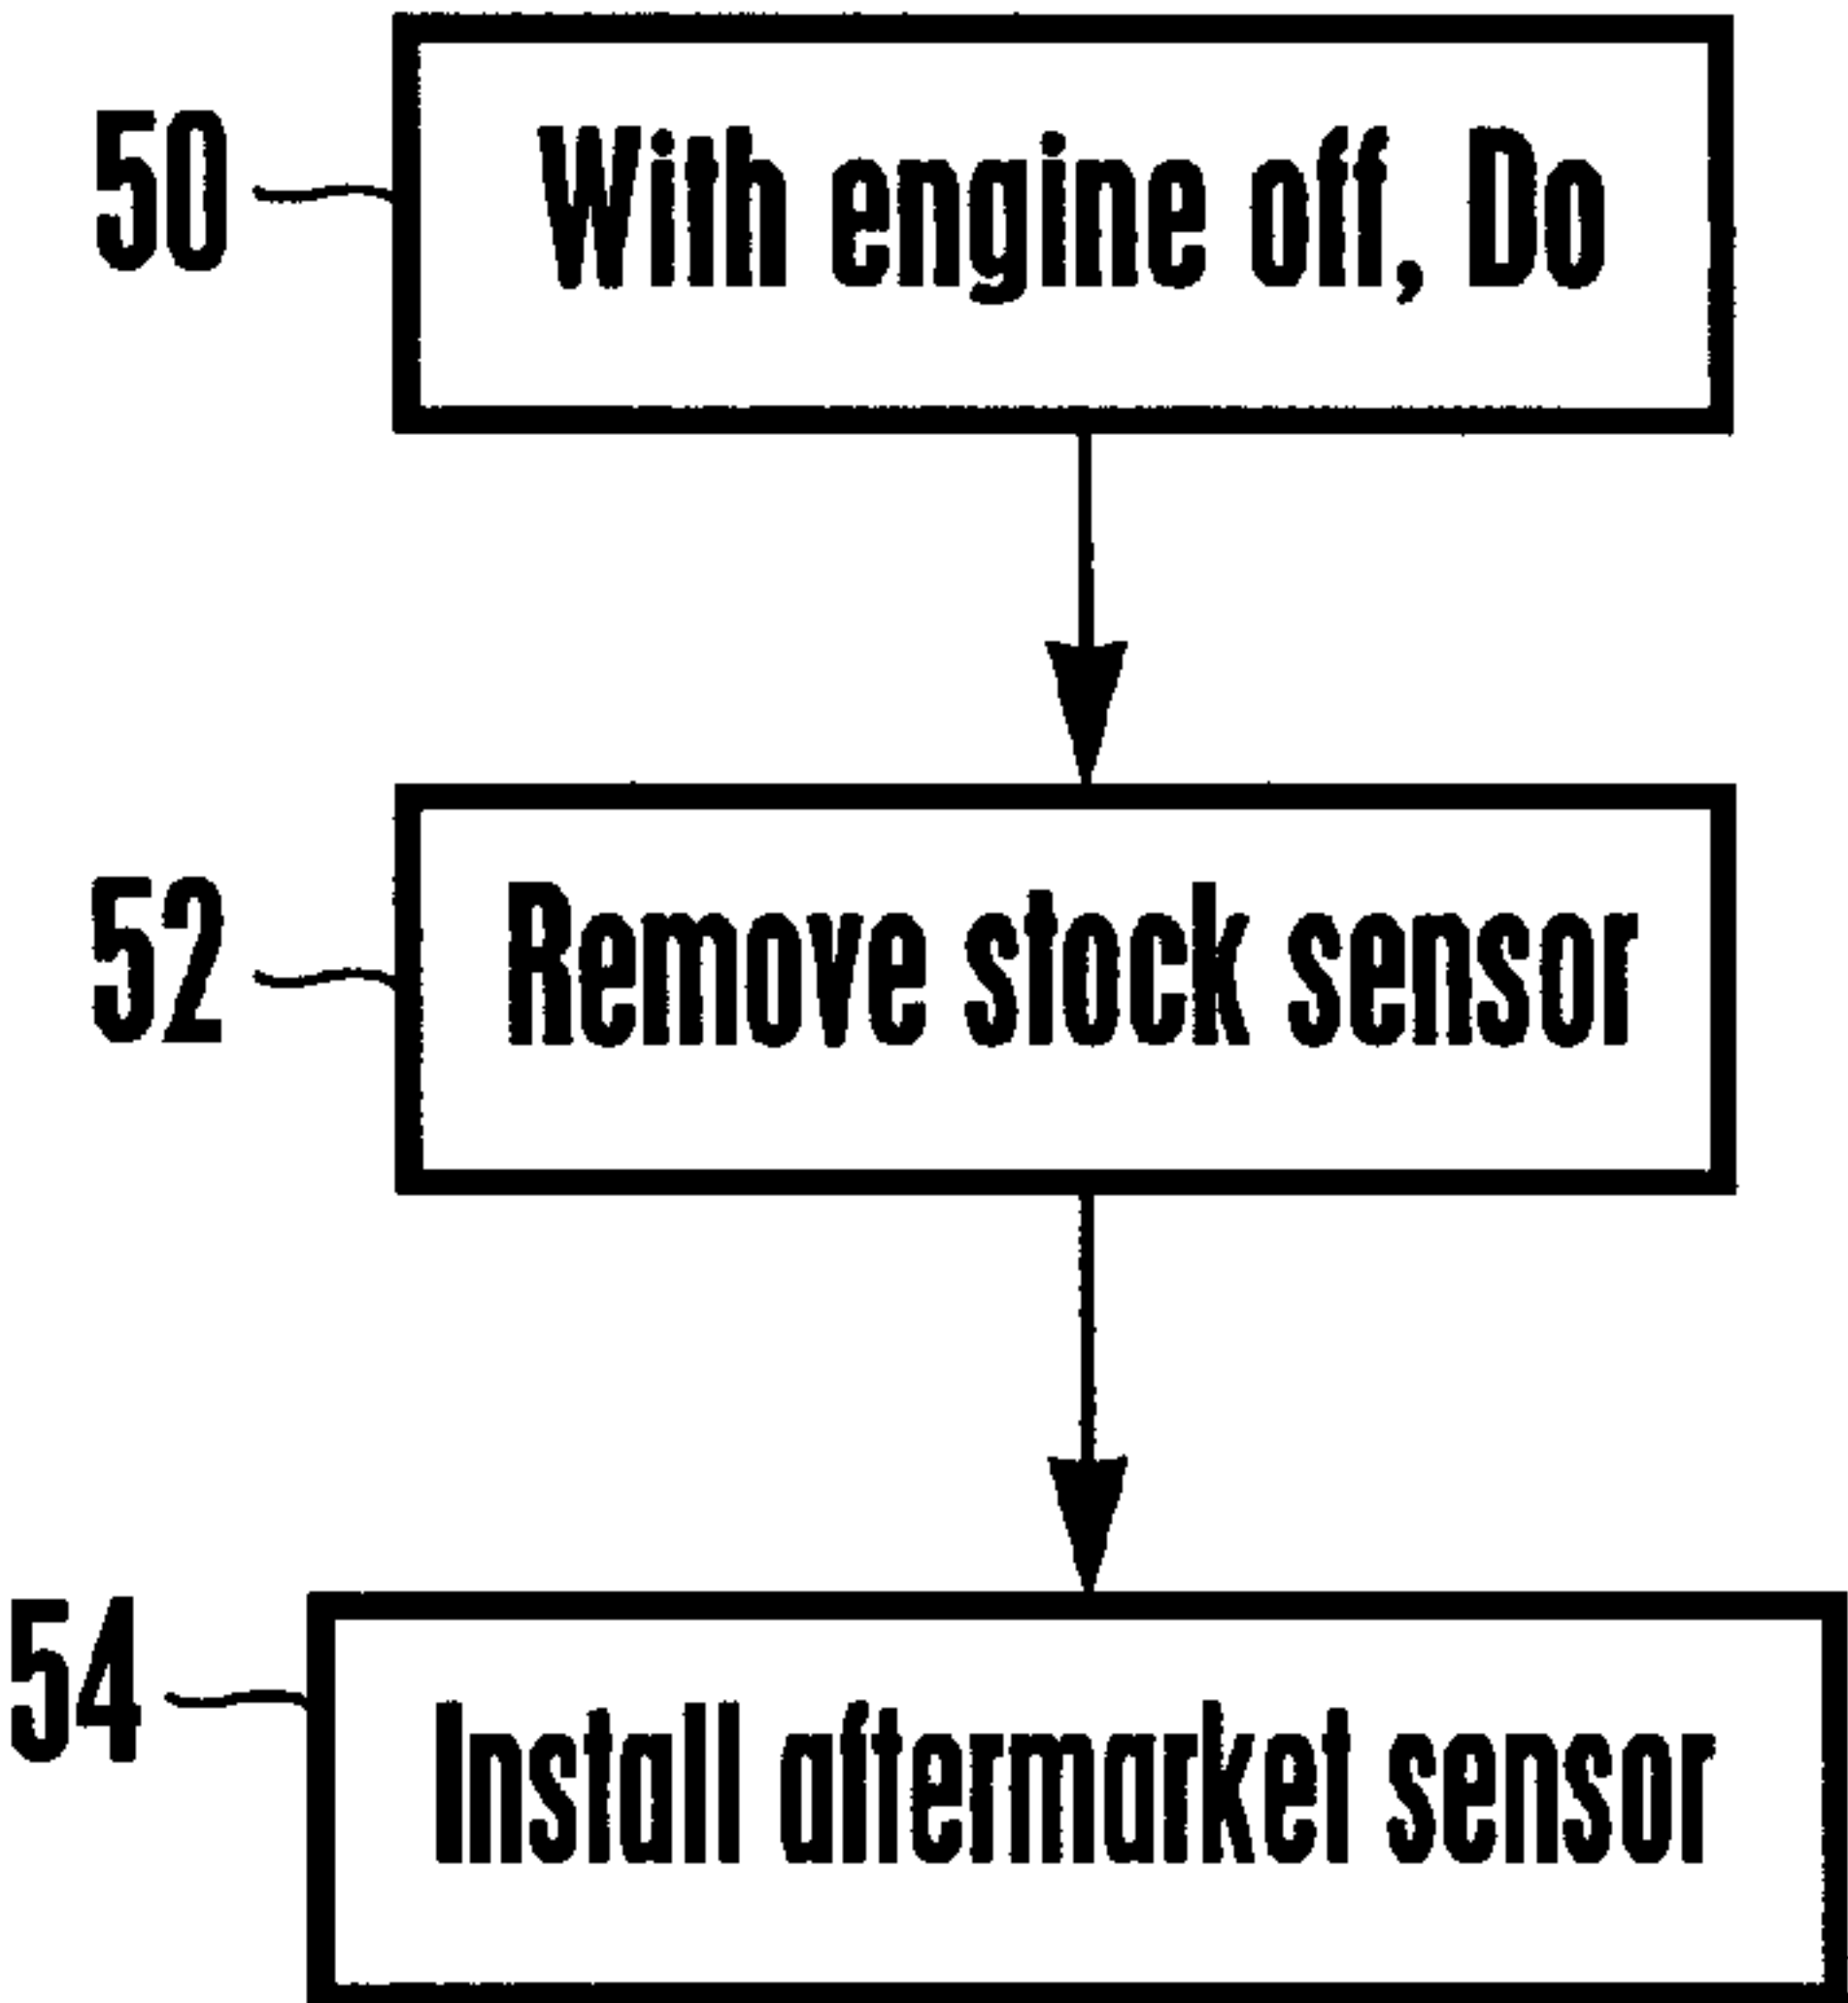 50
With engine off, Do
52
Remove stock sensor
54
Install aftermarket sensor